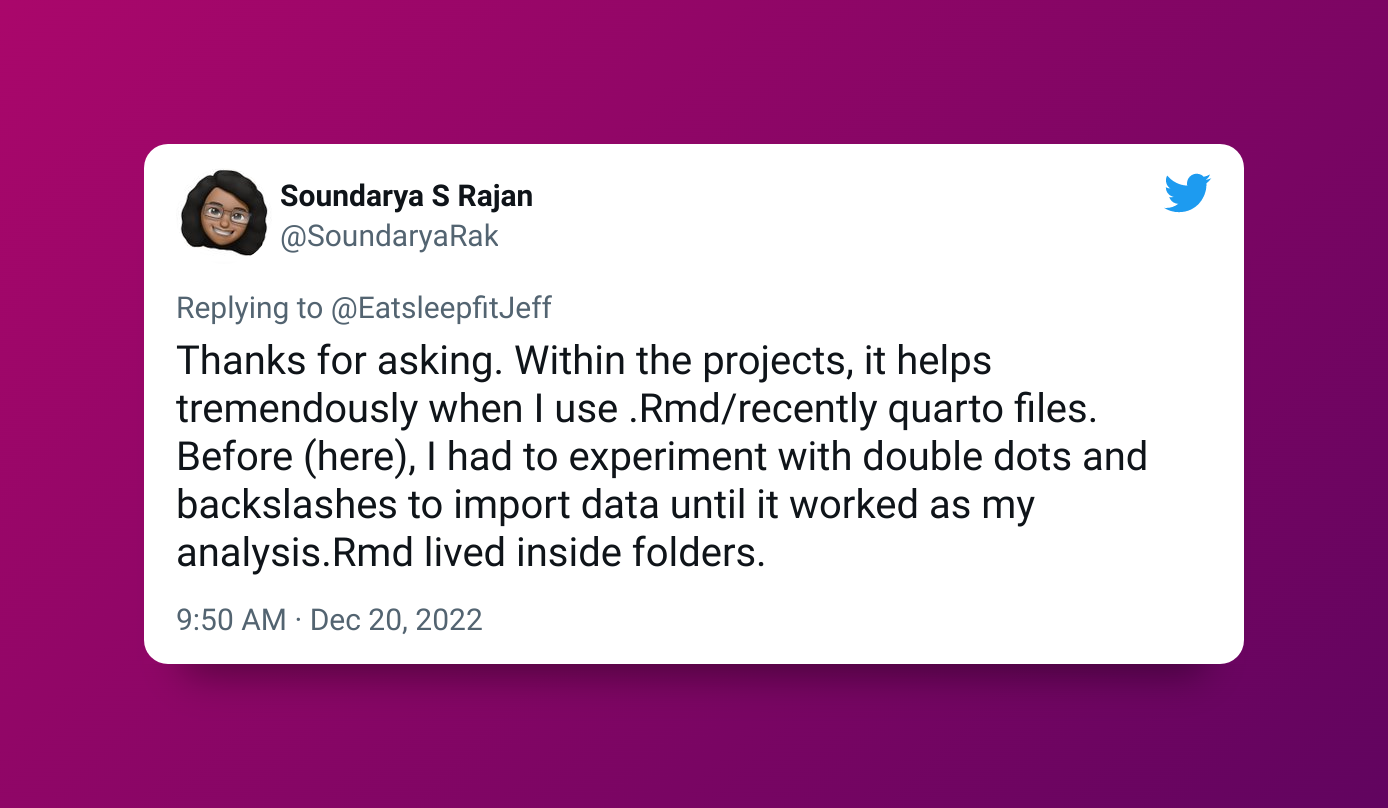 Soundarya S Rajan
@SoundaryaRak
Replying to @EatsleepfitJeff
Thanks for asking. Within the projects, it helps
tremendously when I use .Rmd/recently quarto files.
Before (here), I had to experiment with double dots and
backslashes to import data until it worked as my
analysis.Rmd lived inside folders.
9:50 AM · Dec 20, 2022